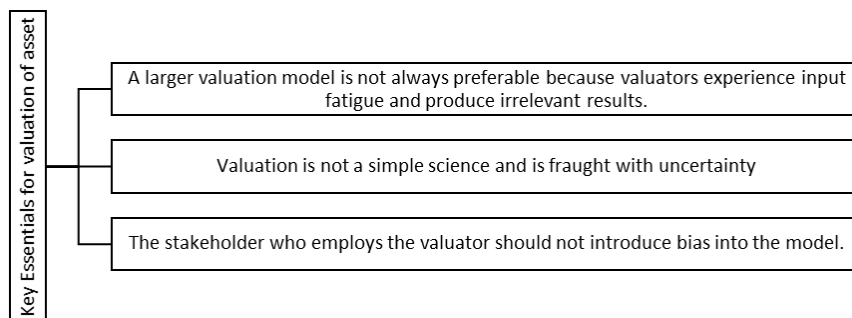 Key Essentials for valuation of asset
A larger valuation model is not always preferable because valuators experience input
fatigue and produce irrelevant results.
Valuation is not a simple science and is fraught with uncertainty
The stakeholder who employs the valuator should not introduce bias into the model.